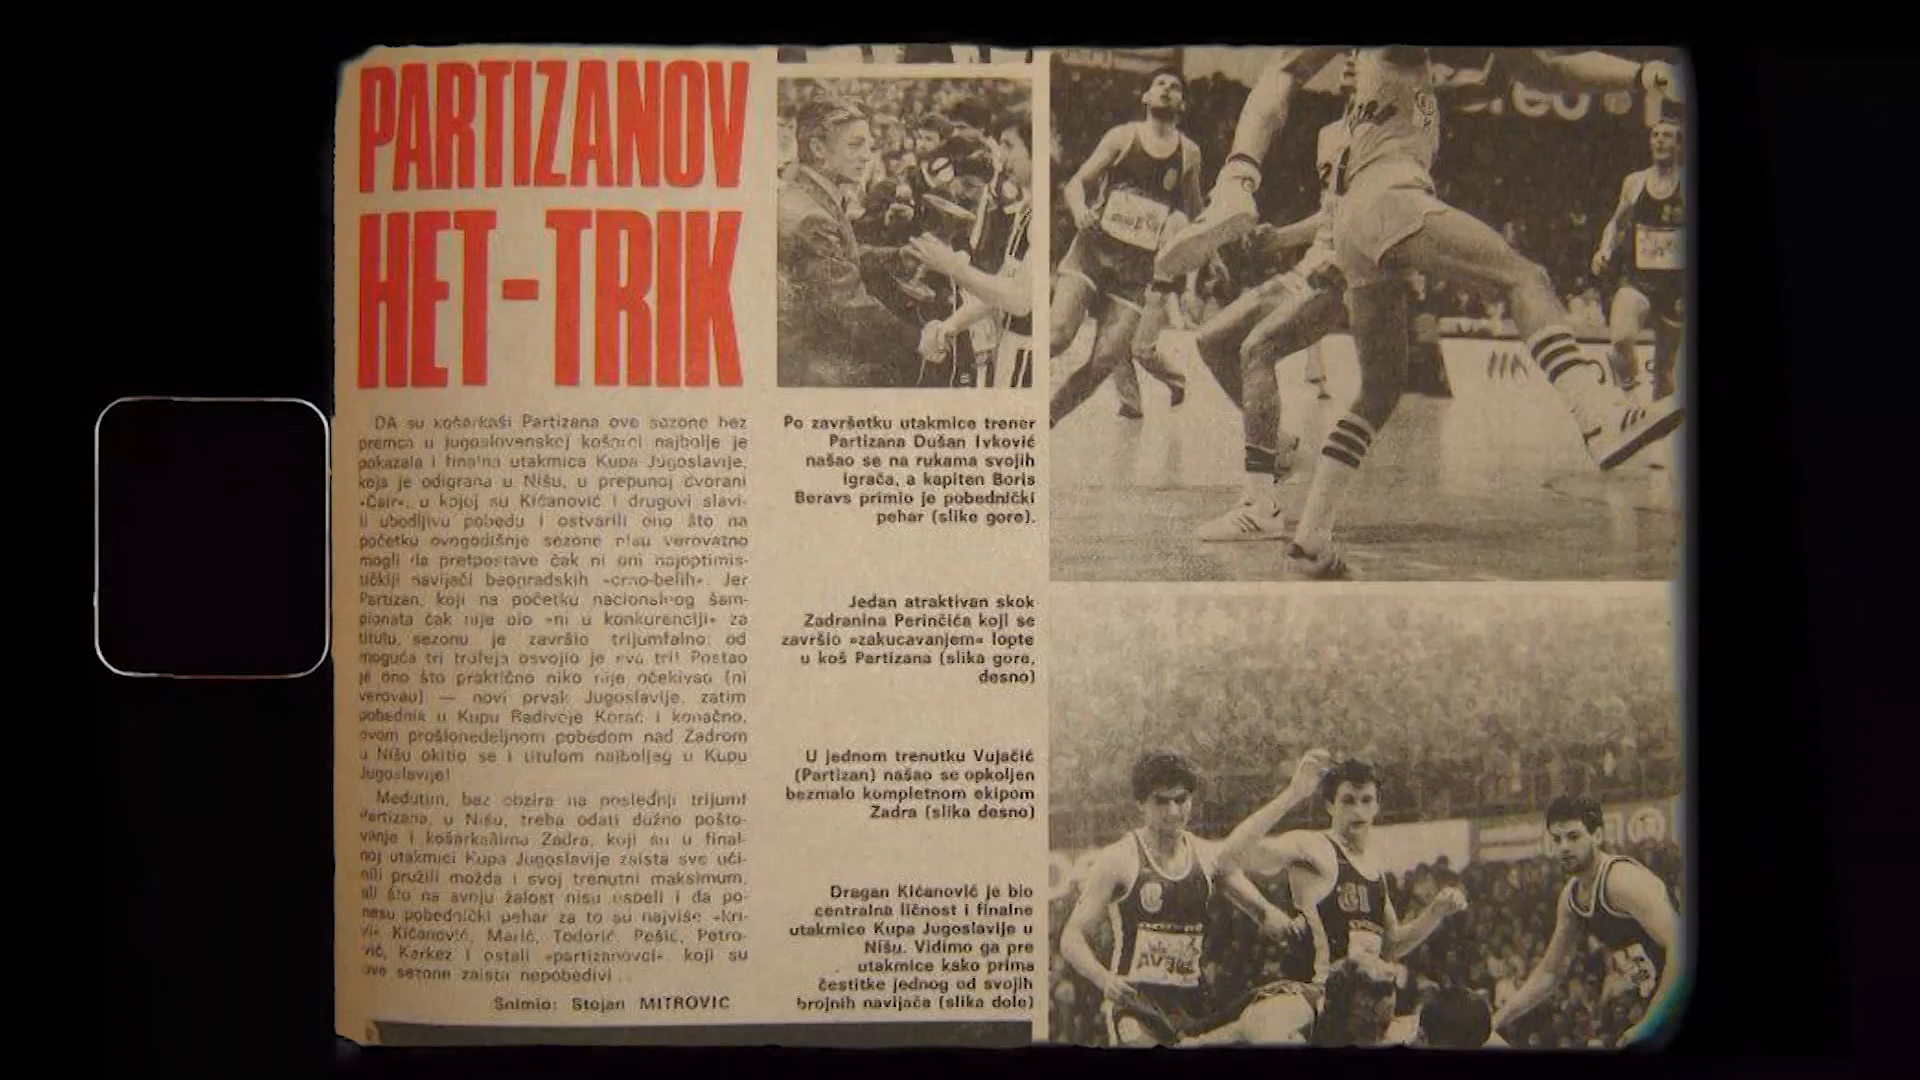 PARTIZANOV
HET-TRIK
DA su košarkaši Partizana ove sezone bez
premca u jugoslovenskoj košarci najbolje je
pokazala i finalna utakmica Kupa Jugoslavije,
koja je odigrana u Nišu, u prepunoj dvorani
»Čair«, u kojoj su Kićanović i drugovi slavi-
li ubedljivu pobedu i ostvarili ono što na
početku ovogodišnje sezone nisu verovatno
mogli da pretpostave čak ni oni najoptimis-
tičkiji navijači beogradskih »crno-belih«. Jer
Partizan, koji na početku nacionalnog šam-
pionata čak nije bio »ni u konkurenciji« za
titulu, sezonu je završio trijumfalno: od
moguća tri trofeja osvojio je sva tri! Postao
je ono što praktično niko nije očekivao (ni
verovao) — novi prvak Jugoslavije, zatim
pobednik u Kupu Radivoje Korać i konačno,
ovom prošlonedeljnom pobedom nad Zadrom
u Nišu okitio se i titulom najboljeg u Kupu
Jugoslavije!
Međutim, bez obzira na poslednji trijumf
Partizana, u Nišu, treba odati dužno pošto-
vanje i košarkašima Zadra, koji su u final-
noj utakmici Kupa Jugoslavije zaista sve uči-
nili pružili možda i svoj trenutni maksimum,
ali što na svoju žalost nisu uspeli i da po-
nesu pobednički pehar za to su najviše »kri-
vi« Kićanović, Marić, Todorić, Pešić, Petro-
vić, Kerkez i ostali »partizanovci« koji su
ove sezone zaista nepobedivi...
Snimio: Stojan MITROVIC
Po završetku utakmice trener
Partizana Dušan Ivković
našao se na rukama svojih
igrača, a kapiten Boris
Beravs primio je pobednički
pehar (slike gore).
Jedan atraktivan skok
Zadranina Perinčića koji se
završio »zakucavanjem« lopte
u koš Partizana (slika gore,
desno)
U jednom trenutku Vujačić
(Partizan) našao se opkoljen
bezmalo kompletnom ekipom
Zadra (slika desno)
Dragan Kićanović je bio
centralna ličnost i finalne
utakmice Kupa Jugoslavije u
Nišu. Vidimo ga pre
utakmice kako prima
čestitke jednog od svojih
brojnih navijača (slika dole)